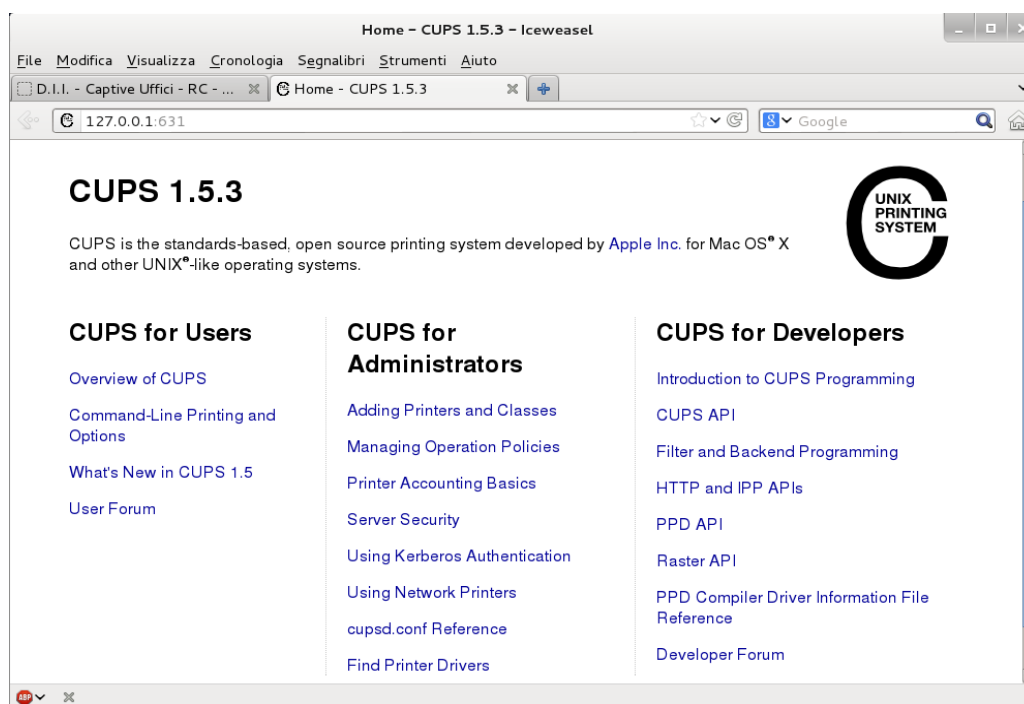 Home – CUPS 1.5.3 – Iceweasel
File Modifica Visualizza Cronologia Segnalibri Strumenti Aiuto
D.I.I. - Captive Uffici - RC - ...
Home - CUPS 1.5.3
127.0.0.1:631
Google
CUPS 1.5.3
CUPS is the standards-based, open source printing system developed by Apple Inc. for Mac OS® X
and other UNIX®-like operating systems.
UNIX
PRINTING
SYSTEM
CUPS for Users
Overview of CUPS
Command-Line Printing and
Options
What's New in CUPS 1.5
User Forum
CUPS for
Administrators
Adding Printers and Classes
Managing Operation Policies
Printer Accounting Basics
Server Security
Using Kerberos Authentication
Using Network Printers
cupsd.conf Reference
Find Printer Drivers
CUPS for Developers
Introduction to CUPS Programming
CUPS API
Filter and Backend Programming
HTTP and IPP APIs
PPD API
Raster API
PPD Compiler Driver Information File
Reference
Developer Forum
ABP